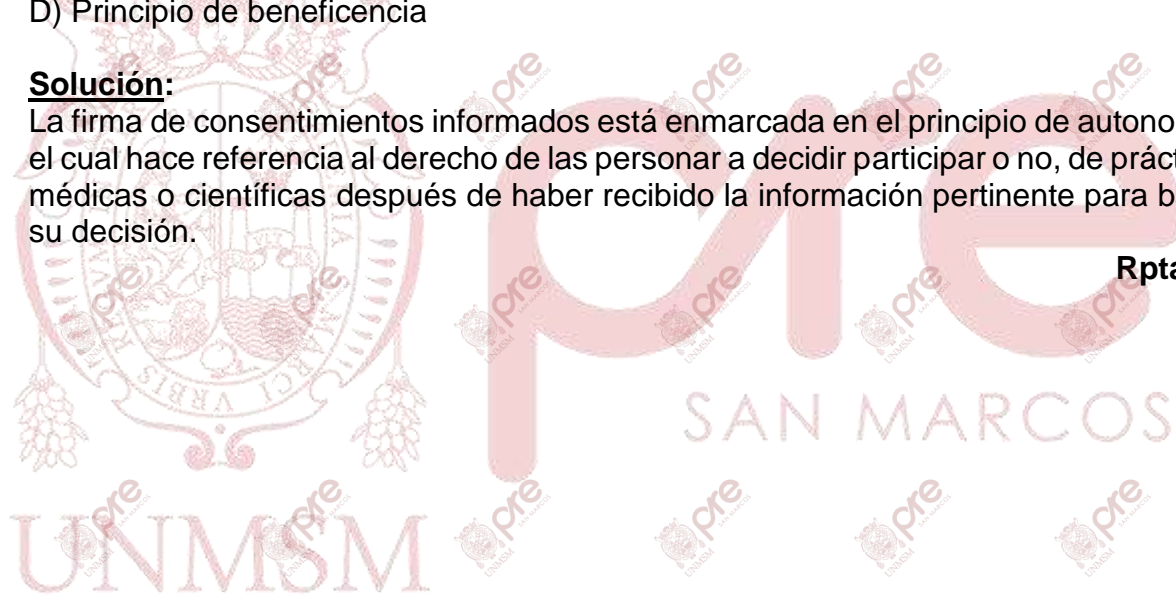 D) Principio de beneficencia
Solución:
La firma de consentimientos informados está enmarcada en el principio de autono
el cual hace referencia al derecho de las personar a decidir participar o no, de práct
médicas o científicas después de haber recibido la información pertinente para b
su decisión.
Rpta
pre
SAN MARCOS
UNMSM